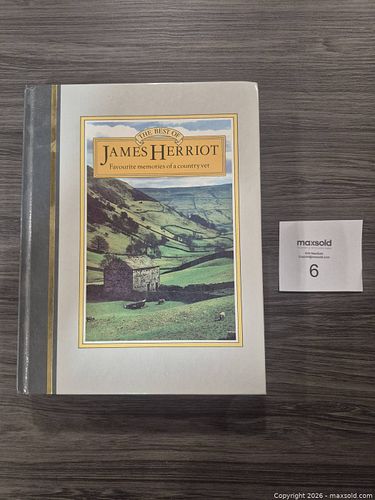 THE BEST OF
JAMES HERRIOT
Favourite memories of a country vet
maxsold
6
Copyright © 2026 - maxsold.com